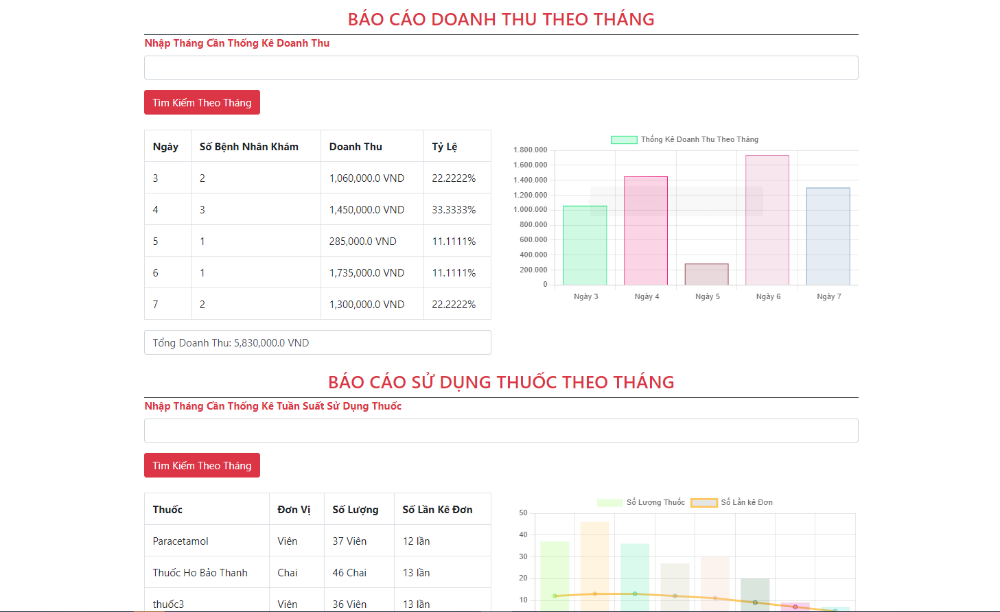 BÁO CÁO DOANH THU THEO THÁNG
Nhập Tháng Cần Thống Kê Doanh Thu
Tìm Kiếm Theo Tháng
Ngày Số Bệnh Nhân Khám Doanh Thu Tỷ Lệ
3 2 1,060,000.0 VND 22.2222%
4 3 1,450,000.0 VND 33.3333%
5 1 285,000.0 VND 11.1111%
6 1 1,735,000.0 VND 11.1111%
7 2 1,300,000.0 VND 22.2222%
Tổng Doanh Thu: 5,830,000.0 VND
Thống Kê Doanh Thu Theo Tháng
1.800.000
1.600.000
1.400.000
1.200.000
1.000.000
800.000
600.000
400.000
200.000
0
Ngày 3 Ngày 4 Ngày 5 Ngày 6 Ngày 7
BÁO CÁO SỬ DỤNG THUỐC THEO THÁNG
Nhập Tháng Cần Thống Kê Tuần Suất Sử Dụng Thuốc
Tìm Kiếm Theo Tháng
Thuốc Đơn Vị Số Lượng Số Lần Kê Đơn
Paracetamol Viên 37 Viên 12 lần
Thuốc Ho Bảo Thanh Chai 46 Chai 13 lần
thuốc3 Viên 36 Viên 13 lần
Số Lượng Thuốc Số Lần kê Đơn
50
40
30
20
10